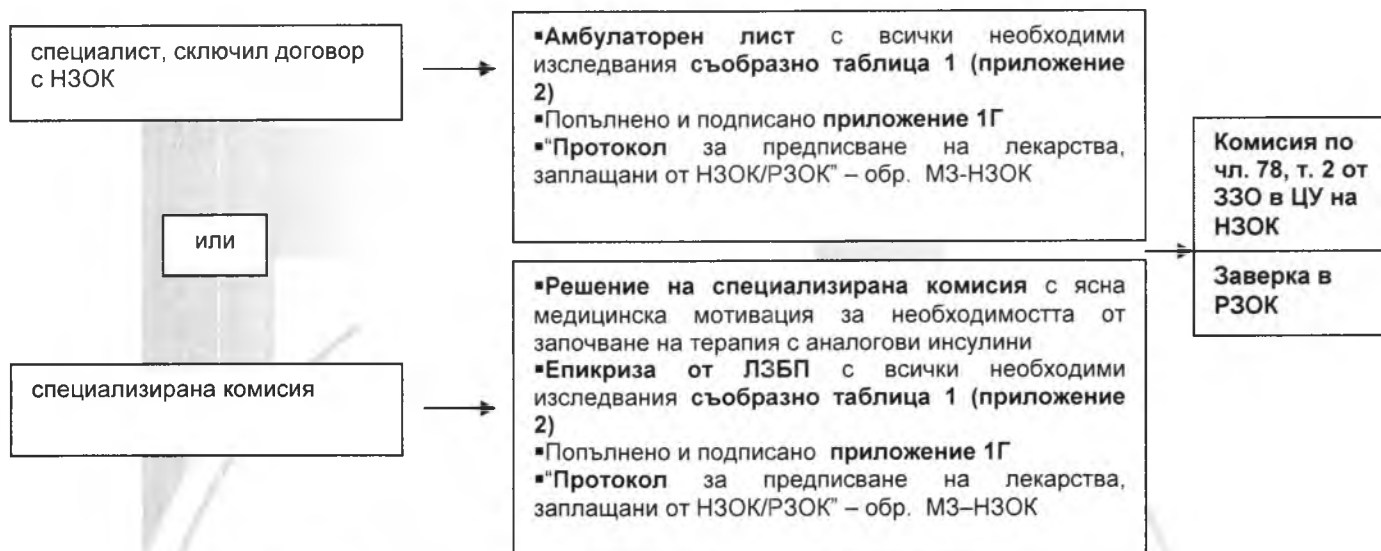 специалист, сключил договор
с НЗОК
▪Амбулаторен лист с всички необходими
изследвания съобразно таблица 1 (приложение
2)
▪Попълнено и подписано приложение 1Г
▪"Протокол за предписване на лекарства,
заплащани от НЗОК/РЗОК" – обр. МЗ-НЗОК
или
специализирана комисия
▪Решение на специализирана комисия с ясна
медицинска мотивация за необходимостта от
започване на терапия с аналогови инсулини
▪Епикриза от ЛЗБП с всички необходими
изследвания съобразно таблица 1 (приложение
2)
▪Попълнено и подписано приложение 1Г
▪"Протокол за предписване на лекарства,
заплащани от НЗОК/РЗОК" – обр. МЗ–НЗОК
Комисия по
чл. 78, т. 2 от
ЗЗО в ЦУ на
НЗОК
Заверка в
РЗОК